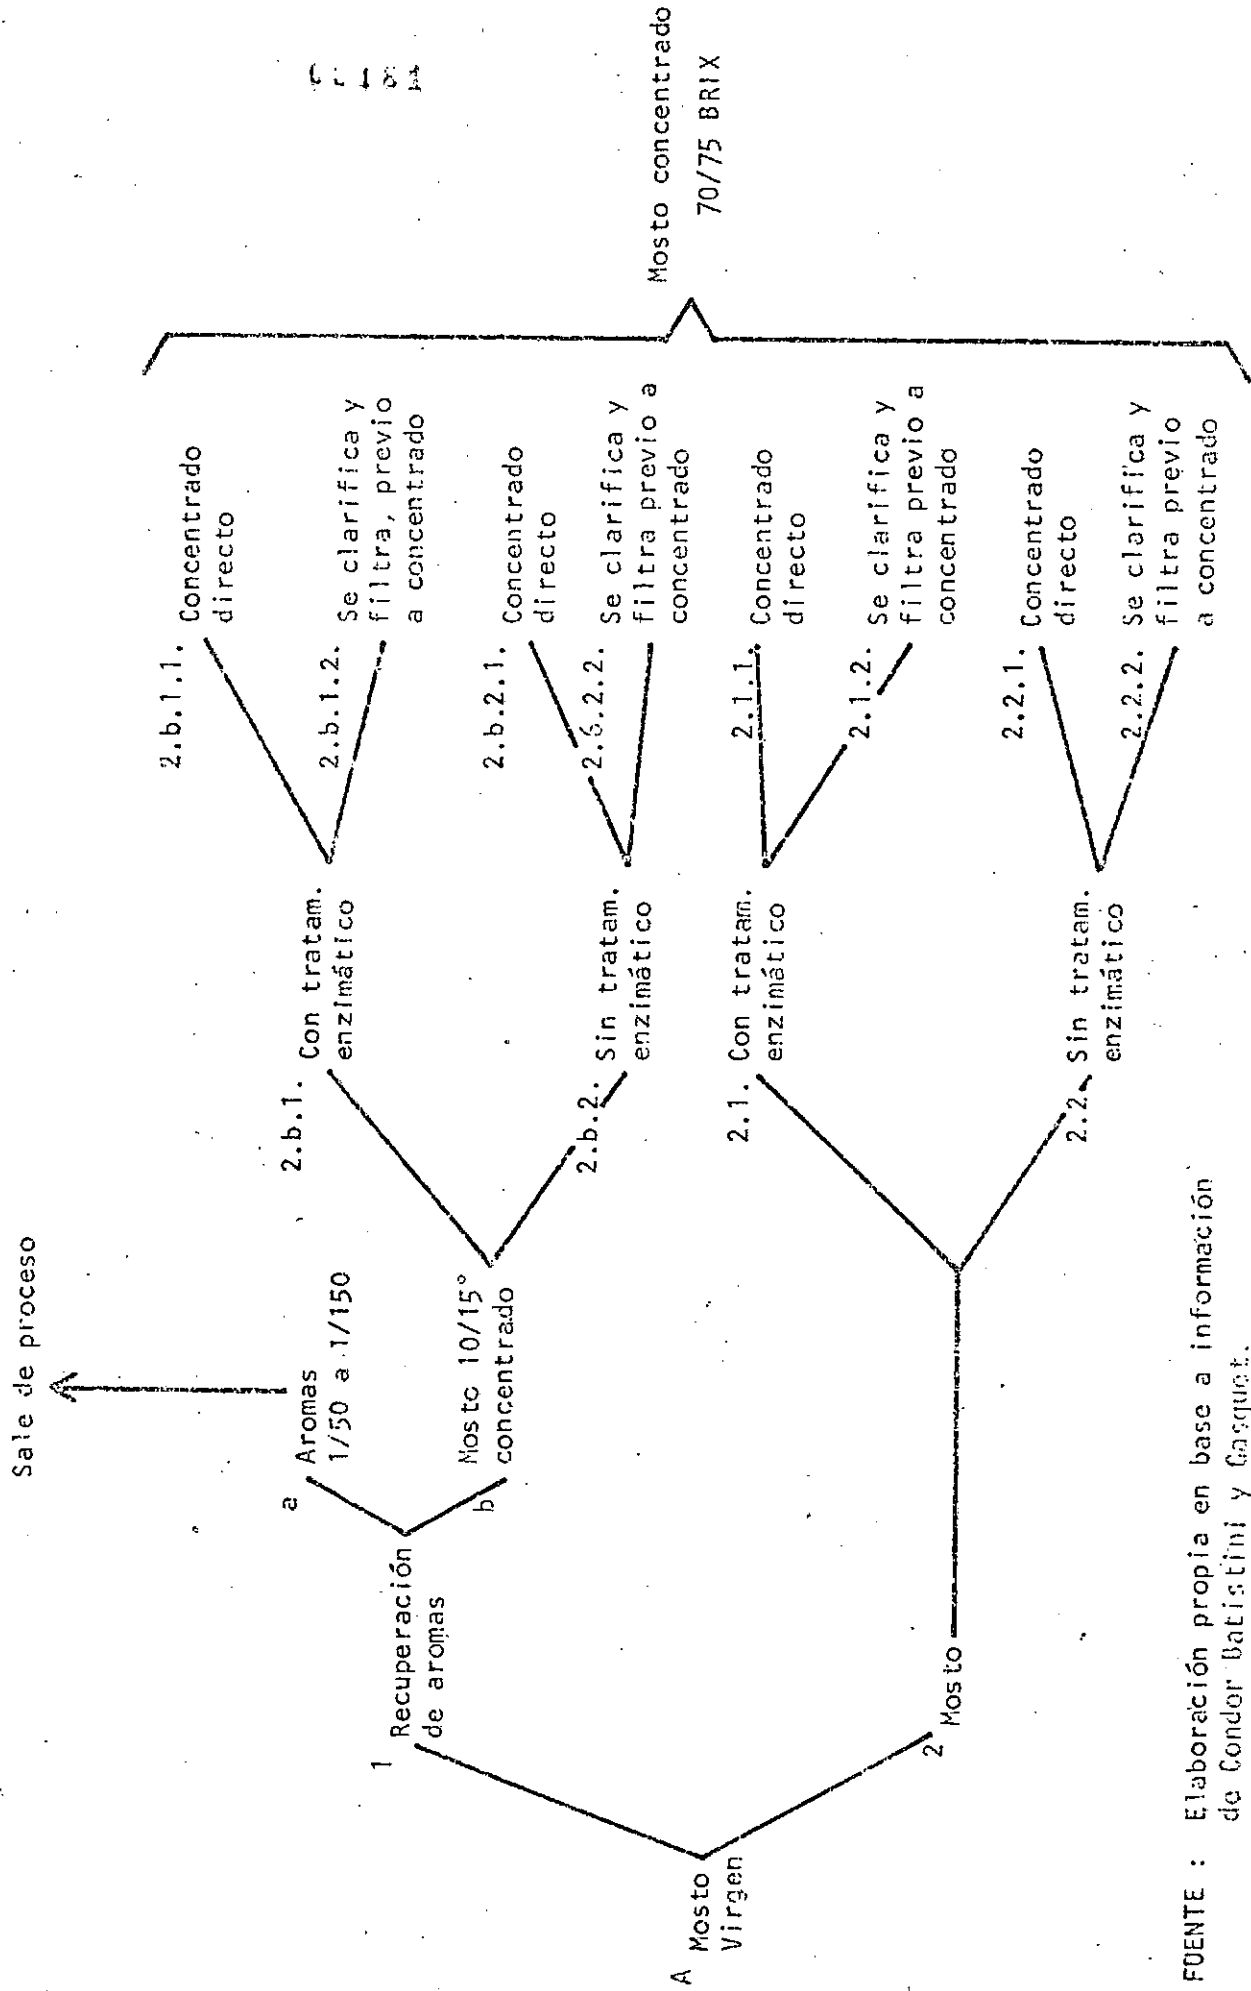 Sale de proceso
A Mosto
Virgen
1 Recuperación
de aromas
a Aromas
1/50 a 1/150
b Mosto 10/15°
concentrado
2.b.1. Con tratam.
enzimático
2.b.1.1. Concentrado
directo
2.b.1.2. Se clarifica y
filtra, previo
a concentrado
2.b.2. Sin tratam.
enzimático
2.b.2.1. Concentrado
directo
2.6.2.2. Se clarifica y
filtra previo a
concentrado
2 Mosto
2.1. Con tratam.
enzimático
2.1.1. Concentrado
directo
2.1.2. Se clarifica y
filtra previo a
concentrado
2.2. Sin tratam.
enzimático
2.2.1. Concentrado
directo
2.2.2. Se clarifica y
filtra previo
a concentrado
Mosto concentrado
70/75 BRIX
FUENTE : Elaboración propia en base a información
de Condor Batistini y Gasquet.